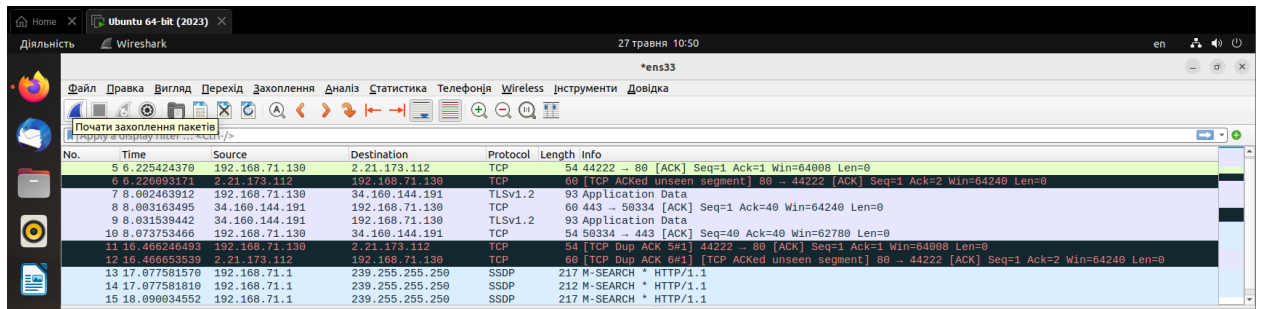 Home Ubuntu 64-bit (2023)
Діяльність Wireshark 27 травня 10:50 en
*ens33
Файл Правка Вигляд Перехід Захоплення Аналіз Статистика Телефонія Wireless Інструменти Довідка
Почати захоплення пакетів
Apply a display filter ... <Ctrl-/>
No. Time Source Destination Protocol Length Info
5 6.225424370 192.168.71.130 2.21.173.112 TCP 54 44222 → 80 [ACK] Seq=1 Ack=1 Win=64008 Len=0
6 6.226093171 2.21.173.112 192.168.71.130 TCP 60 [TCP ACKed unseen segment] 80 → 44222 [ACK] Seq=1 Ack=2 Win=64240 Len=0
7 8.002463912 192.168.71.130 34.160.144.191 TLSv1.2 93 Application Data
8 8.003163495 34.160.144.191 192.168.71.130 TCP 60 443 → 50334 [ACK] Seq=1 Ack=40 Win=64240 Len=0
9 8.031539442 34.160.144.191 192.168.71.130 TLSv1.2 93 Application Data
10 8.073753466 192.168.71.130 34.160.144.191 TCP 54 50334 → 443 [ACK] Seq=40 Ack=40 Win=62780 Len=0
11 16.466246493 192.168.71.130 2.21.173.112 TCP 54 [TCP Dup ACK 5#1] 44222 → 80 [ACK] Seq=1 Ack=1 Win=64008 Len=0
12 16.466653539 2.21.173.112 192.168.71.130 TCP 60 [TCP Dup ACK 6#1] [TCP ACKed unseen segment] 80 → 44222 [ACK] Seq=1 Ack=2 Win=64240 Len=0
13 17.077581570 192.168.71.1 239.255.255.250 SSDP 217 M-SEARCH * HTTP/1.1
14 17.077581810 192.168.71.1 239.255.255.250 SSDP 212 M-SEARCH * HTTP/1.1
15 18.090034552 192.168.71.1 239.255.255.250 SSDP 217 M-SEARCH * HTTP/1.1